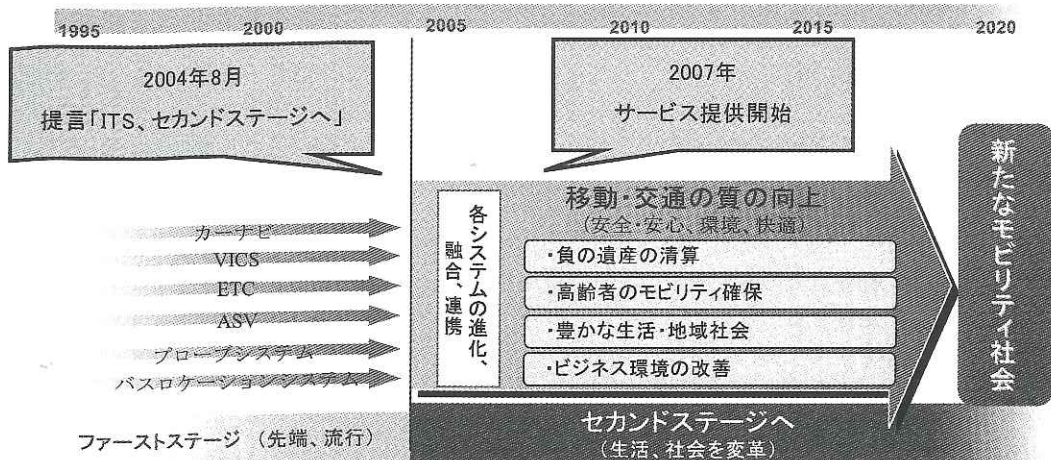 1995 2000 2005 2010 2015 2020
2004年8月
提言「ITS、セカンドステージへ」
2007年
サービス提供開始
カーナビ
VICS
ETC
ASV
プローブシステム
バスロケーションシステム
各システムの進化、
融合、連携
移動・交通の質の向上
(安全・安心、環境、快適)
・負の遺産の清算
・高齢者のモビリティ確保
・豊かな生活・地域社会
・ビジネス環境の改善
新たなモビリティ社会
ファーストステージ (先端、流行)
セカンドステージへ
(生活、社会を変革)